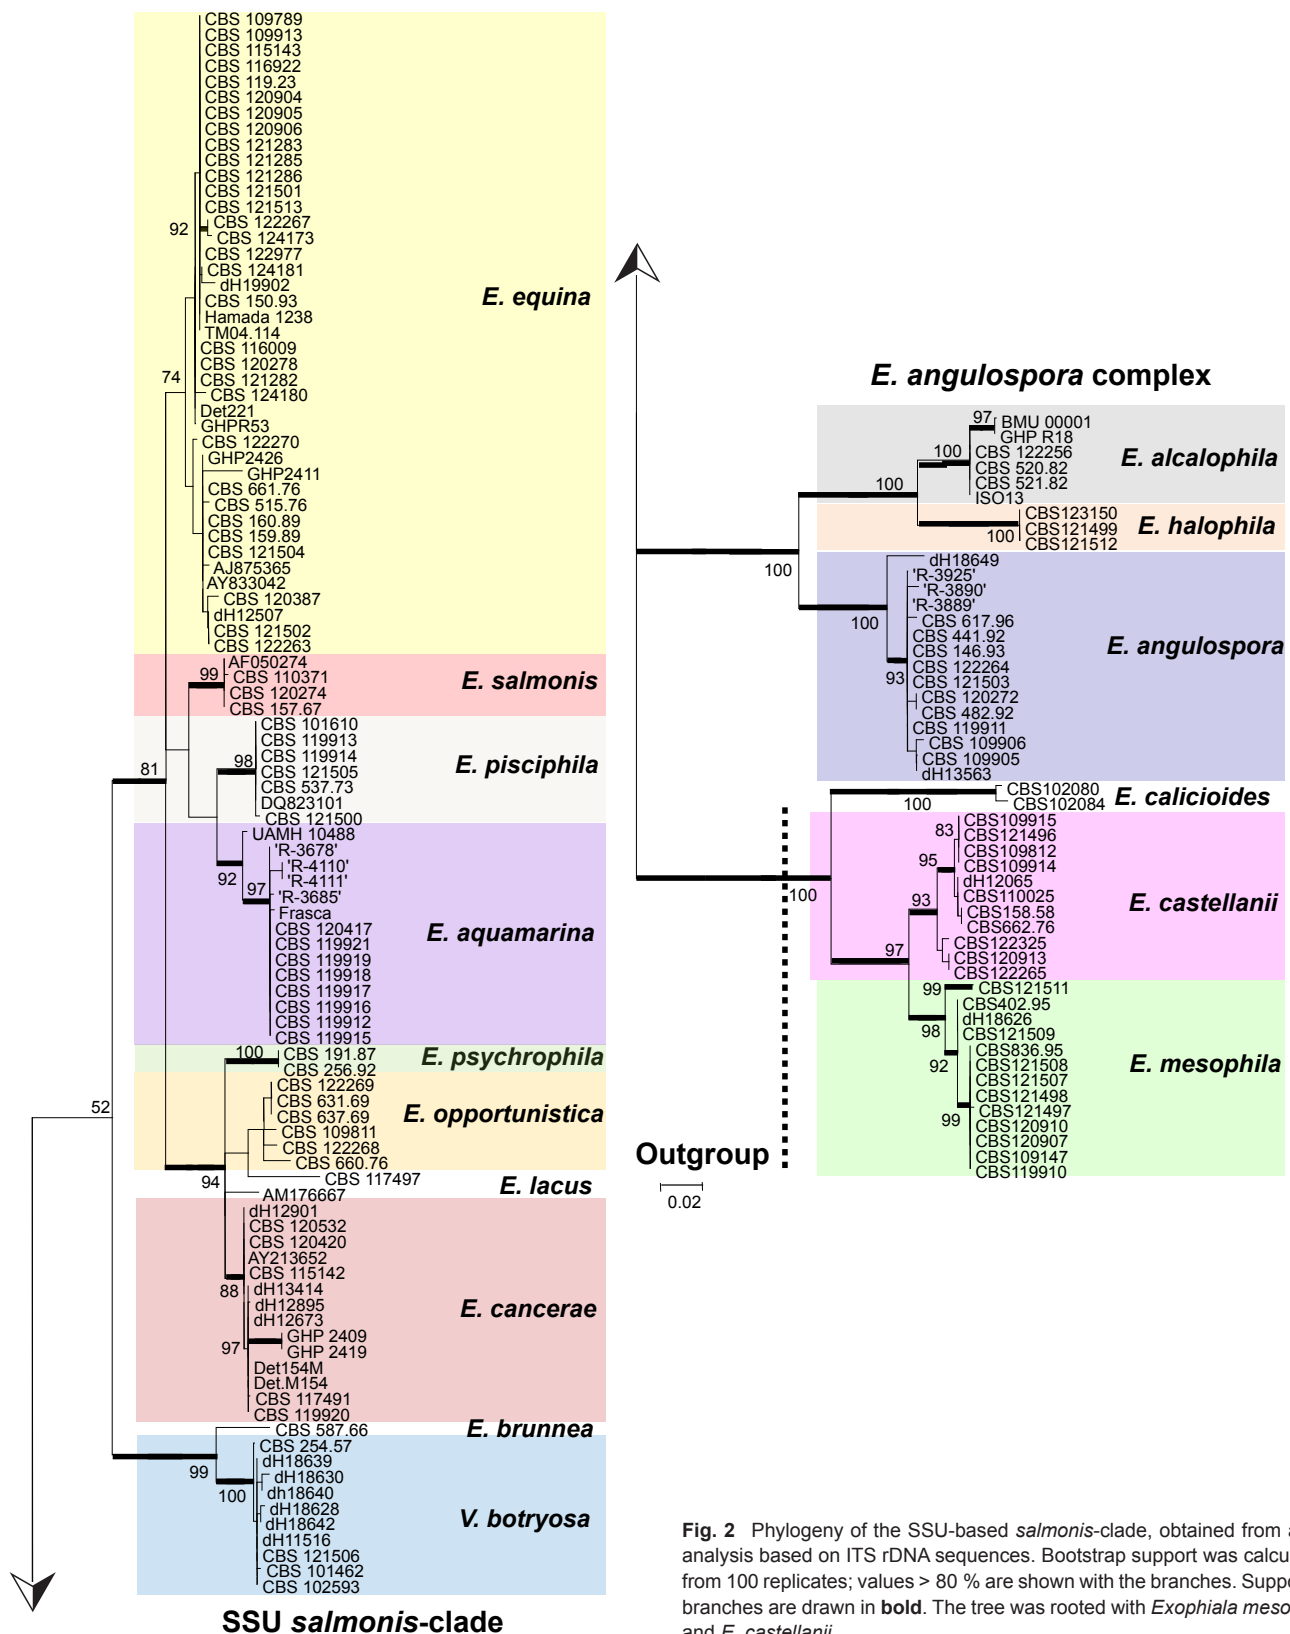 CBS 109789
CBS 109913
CBS 115143
CBS 116922
CBS 119.23
CBS 120904
CBS 120905
CBS 120906
CBS 121283
CBS 121285
CBS 121286
CBS 121501
CBS 121513
CBS 122267
92
CBS 124173
CBS 122977
CBS 124181
dH19902
CBS 150.93
E. equina
Hamada 1238
TM04.114
CBS 116009
CBS 120278
74
CBS 121282
CBS 124180
Det221
GHPR53
CBS 122270
GHP2426
GHP2411
CBS 661.76
CBS 515.76
CBS 160.89
CBS 159.89
CBS 121504
AJ875365
AY833042
CBS 120387
dH12507
CBS 121502
CBS 122263
AF050274
99
CBS 110371
E. salmonis
CBS 120274
CBS 157.67
CBS 101610
CBS 119913
CBS 119914
98
E. pisciphila
81
CBS 121505
CBS 537.73
DQ823101
CBS 121500
UAMH 10488
'R-3678'
'R-4110'
92
'R-4111'
97
'R-3685'
Frasca
CBS 120417
E. aquamarina
CBS 119921
CBS 119919
CBS 119918
CBS 119917
CBS 119916
CBS 119912
CBS 119915
100
CBS 191.87
E. psychrophila
CBS 256.92
CBS 122269
CBS 631.69
52
CBS 637.69
E. opportunistica
CBS 109811
CBS 122268
CBS 660.76
94
CBS 117497
E. lacus
AM176667
dH12901
CBS 120532
CBS 120420
AY213652
CBS 115142
88
dH13414
dH12895
E. cancerae
dH12673
GHP 2409
97
GHP 2419
Det154M
Det.M154
CBS 117491
CBS 119920
CBS 587.66
E. brunnea
CBS 254.57
99
dH18639
dH18630
100
dh18640
dH18628
V. botryosa
dH18642
dH11516
CBS 121506
CBS 101462
CBS 102593
SSU salmonis-clade
E. angulospora complex
97
BMU 00001
GHP R18
100
CBS 122256
E. alcalophila
CBS 520.82
100
CBS 521.82
ISO13
CBS123150
100
CBS121499
E. halophila
CBS121512
100
dH18649
'R-3925'
'R-3890'
'R-3889'
100
CBS 617.96
CBS 441.92
E. angulospora
CBS 146.93
CBS 122264
93
CBS 121503
CBS 120272
CBS 482.92
CBS 119911
CBS 109906
CBS 109905
dH13563
CBS102080
100
CBS102084
E. calicioides
CBS109915
83
CBS121496
CBS109812
95
CBS109914
dH12065
100
93
CBS110025
E. castellanii
CBS158.58
CBS662.76
CBS122325
97
CBS120913
CBS122265
99
CBS121511
CBS402.95
dH18626
98
CBS121509
CBS836.95
92
CBS121508
E. mesophila
CBS121507
CBS121498
CBS121497
99
CBS120910
CBS120907
CBS109147
CBS119910
Outgroup
0.02
Fig. 2 Phylogeny of the SSU-based salmonis-clade, obtained from
analysis based on ITS rDNA sequences. Bootstrap support was
from 100 replicates; values > 80 % are shown with the branches.
branches are drawn in bold. The tree was rooted with Exophiala
and E. castellanii